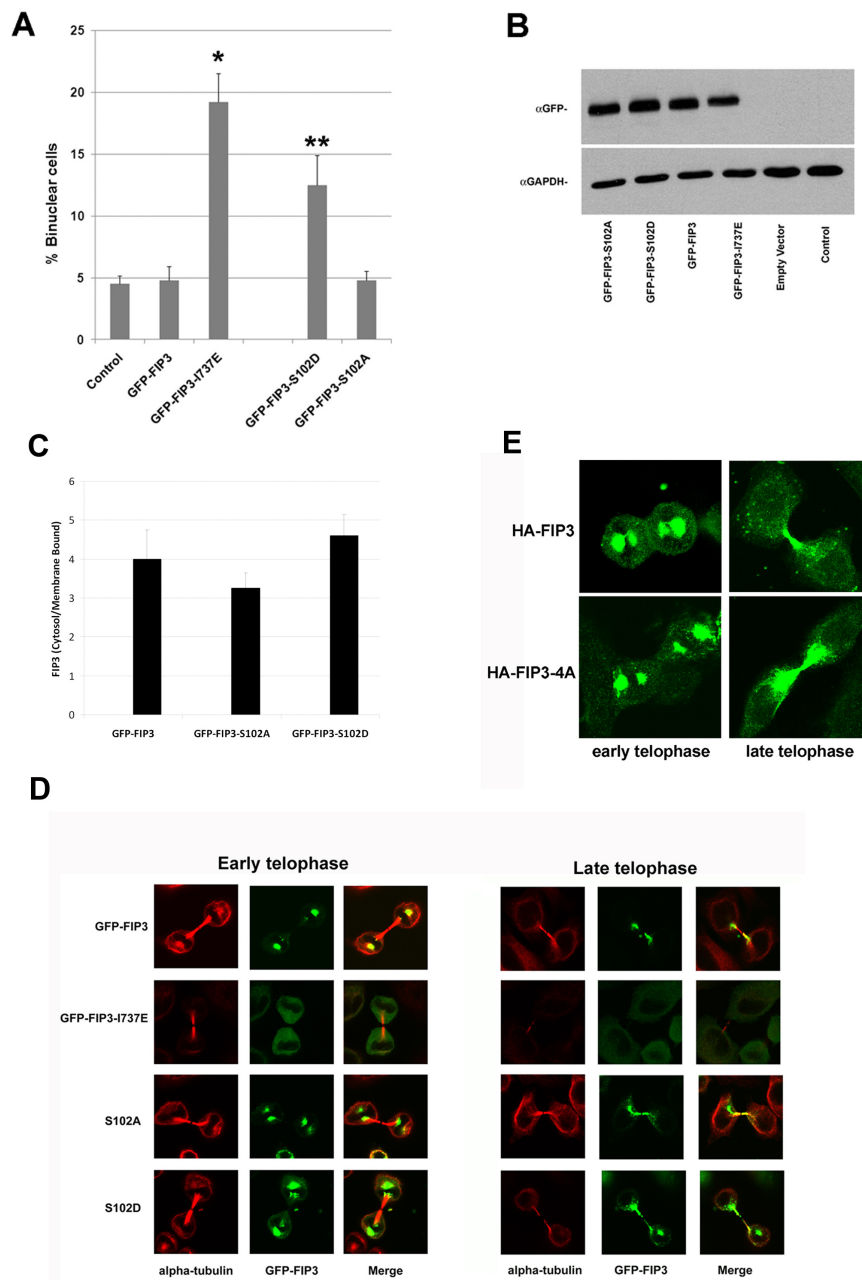 A
25
20
15
10
5
0
% Binuclear cells
*
**
Control
GFP-FIP3
GFP-FIP3-I737E
GFP-FIP3-S102D
GFP-FIP3-S102A
B
αGFP-
αGAPDH-
GFP-FIP3-S102A
GFP-FIP3-S102D
GFP-FIP3
GFP-FIP3-I737E
Empty Vector
Control
C
6
5
4
3
2
1
0
FIP3 (Cytosol/Membrane Bound)
GFP-FIP3
GFP-FIP3-S102A
GFP-FIP3-S102D
E
HA-FIP3
HA-FIP3-4A
early telophase
late telophase
D
Early telophase
Late telophase
GFP-FIP3
GFP-FIP3-I737E
S102A
S102D
alpha-tubulin
GFP-FIP3
Merge
alpha-tubulin
GFP-FIP3
Merge